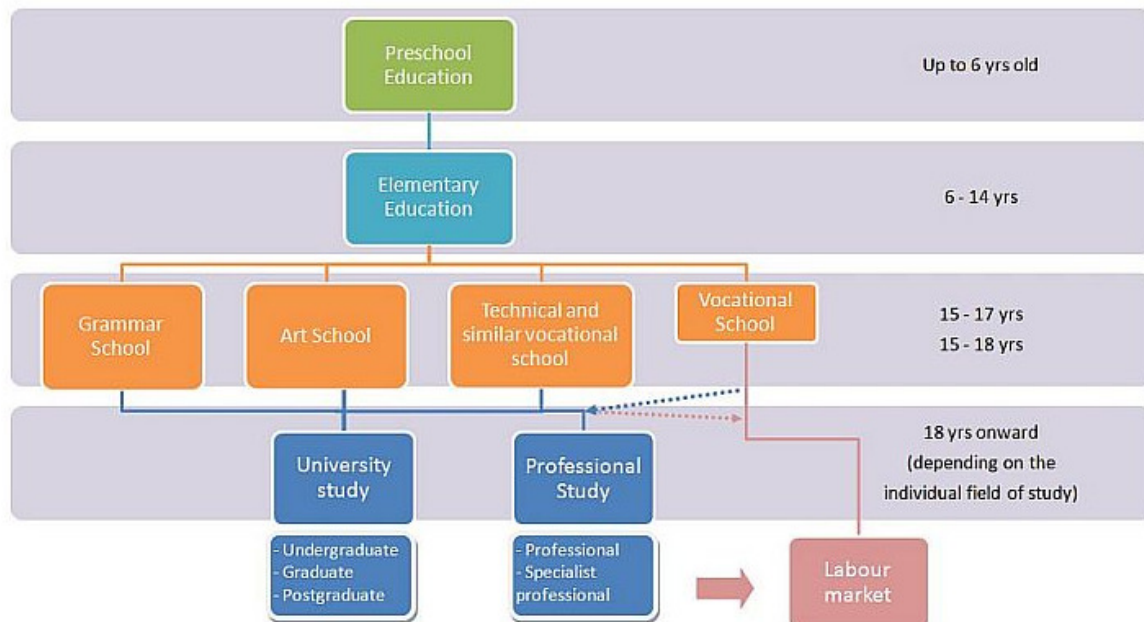 Preschool
Education
Up to 6 yrs old
Elementary
Education
6 - 14 yrs
Grammar
School
Art School
Technical and
similar vocational
school
Vocational
School
15 - 17 yrs
15 - 18 yrs
University
study
Professional
Study
18 yrs onward
(depending on the
individual field of study)
- Undergraduate
- Graduate
- Postgraduate
- Professional
- Specialist
professional
Labour
market